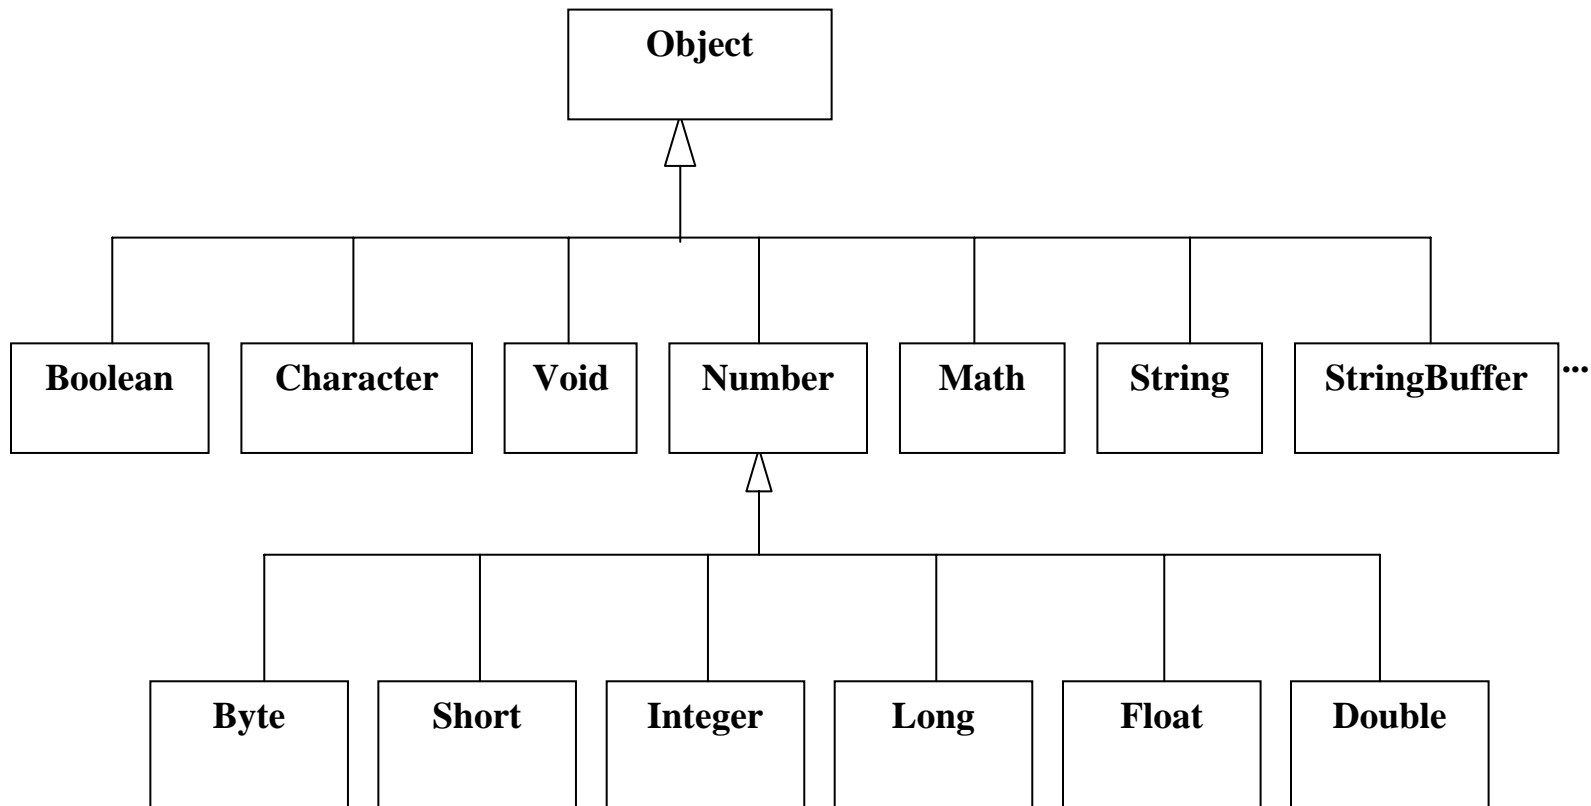 Object
Boolean Character Void Number Math String StringBuffer ...
Byte Short Integer Long Float Double